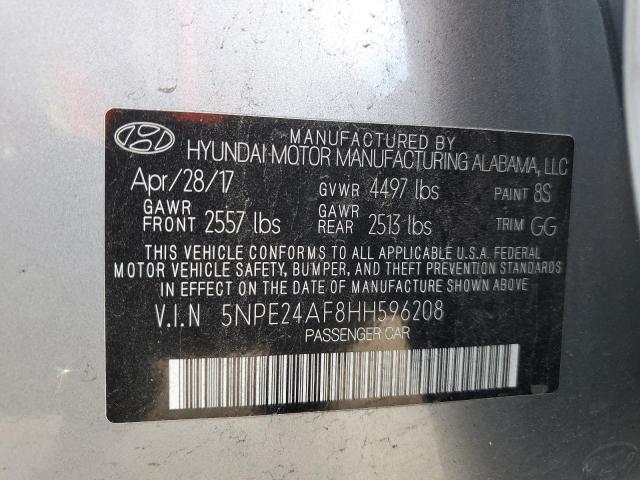 MANUFACTURED BY
HYUNDAI MOTOR MANUFACTURING ALABAMA, LLC
Apr/28/17 GVWR 4497 lbs PAINT 8S
GAWR FRONT 2557 lbs GAWR REAR 2513 lbs TRIM GG
THIS VEHICLE CONFORMS TO ALL APPLICABLE U.S.A. FEDERAL
MOTOR VEHICLE SAFETY, BUMPER, AND THEFT PREVENTION STANDARDS
IN EFFECT ON THE DATE OF MANUFACTURE SHOWN ABOVE.
V.I.N 5NPE24AF8HH596208
PASSENGER CAR